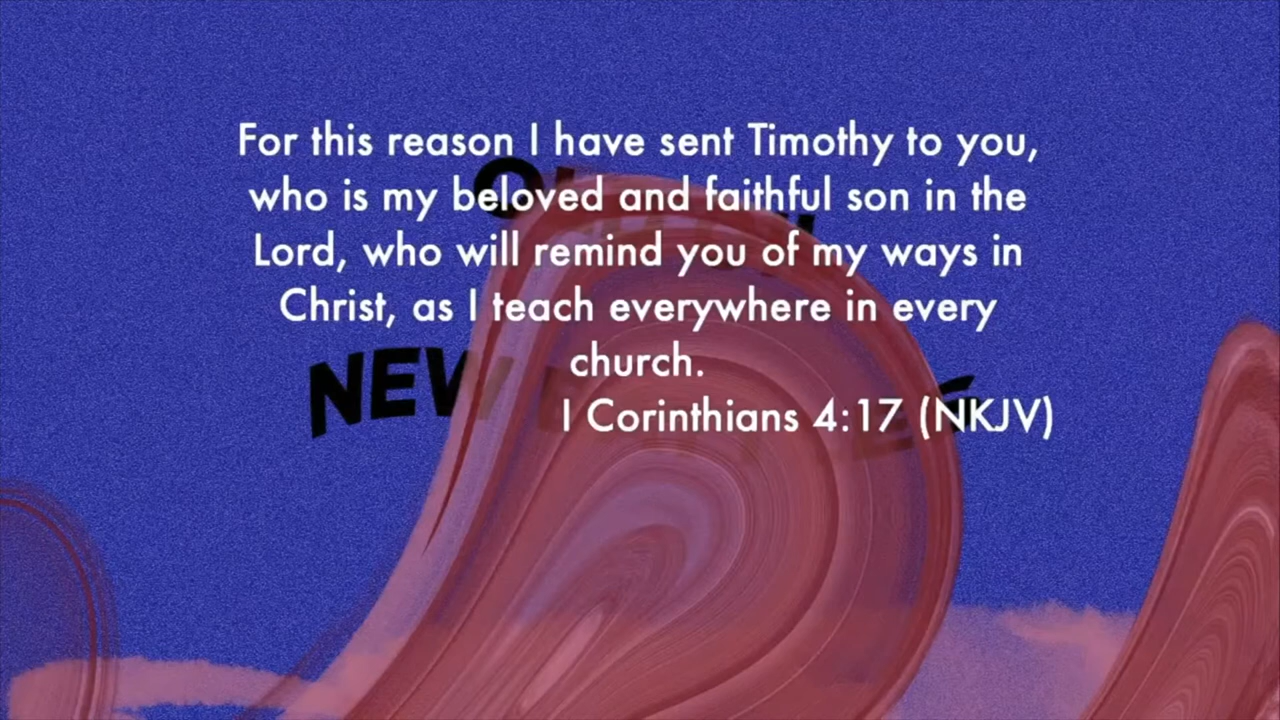 For this reason I have sent Timothy to you,
who is my beloved and faithful son in the
Lord, who will remind you of my ways in
Christ, as I teach everywhere in every
church.
I Corinthians 4:17 (NKJV)
NEW